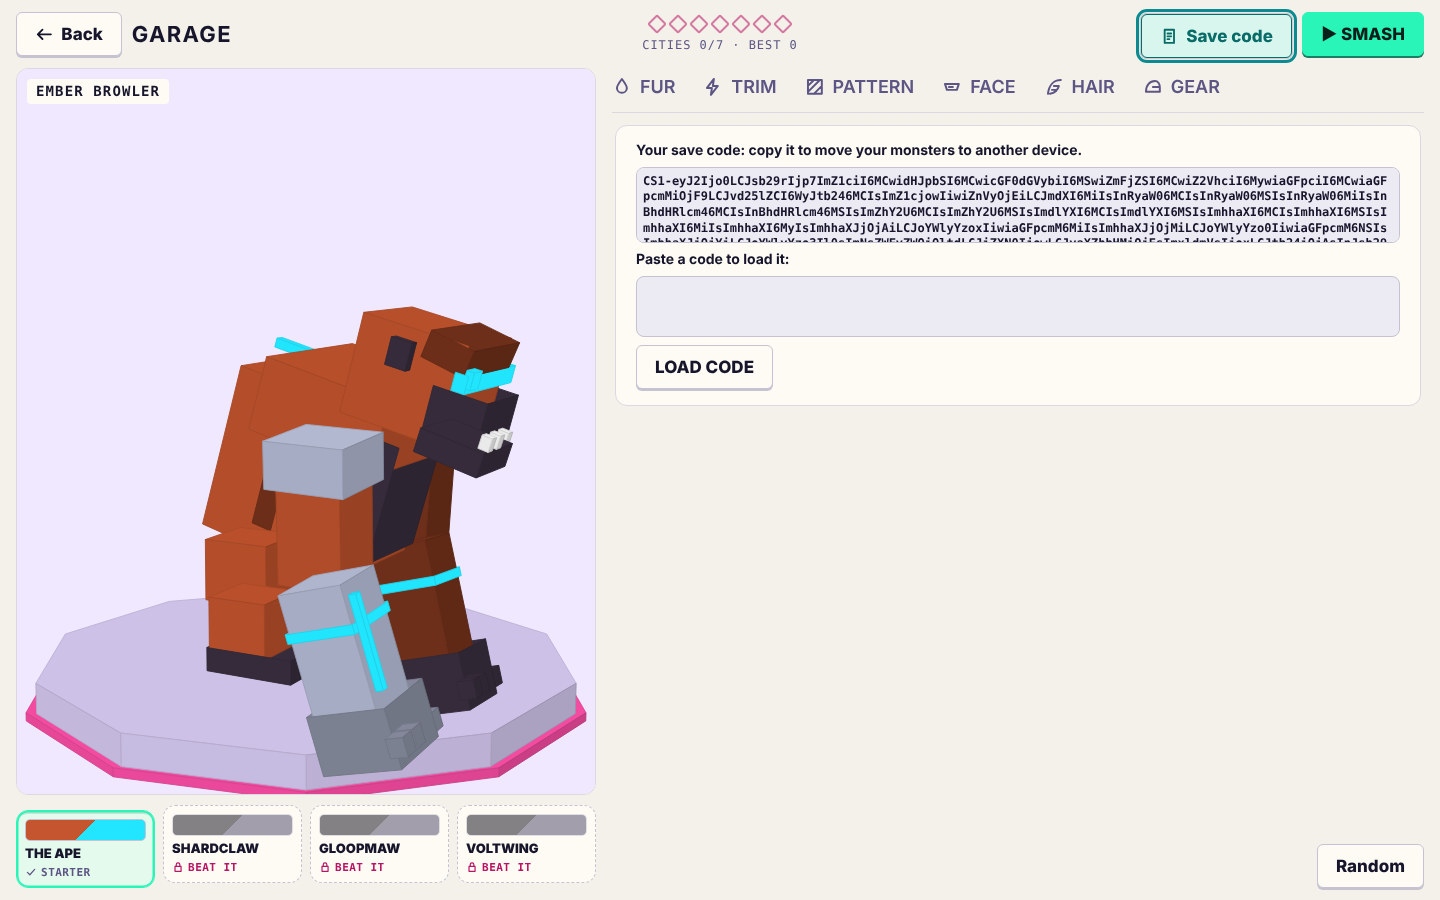 Back
GARAGE
CITIES 0/7 · BEST 0
Save code
SMASH
EMBER BROWLER
FUR
TRIM
PATTERN
FACE
HAIR
GEAR
Your save code: copy it to move your monsters to another device.
CS1-eyJ2Ijo0LCJsb29rIjp7ImZ1ciI6MCwidHJpbSI6MCwicGF0dGVybiI6MSwiZmFjZSI6MCwiZ2VhciI6MywiaGFpciI6MCwiaGF
pcmMiOjF9LCJvd25lZCI6WyJtb246MCIsImZ1cjowIiwiZnVyOjEiLCJmdXI6MiIsInRyaW06MCIsInRyaW06MSIsInRyaW06MiIsIn
BhdHRlcm46MCIsInBhdHRlcm46MSIsImZhY2U6MCIsImZhY2U6MSIsImdlYXI6MCIsImdlYXI6MSIsImhhaXI6MCIsImhhaXI6MSIsI
mhhaXI6MiIsImhhaXI6MyIsImhhaXJjOjAiLCJoYWlyYzoxIiwiaGFpcmM6MiIsImhhaXJjOjMiLCJoYWlyYzo0IiwiaGFpcmM6NSIs
Paste a code to load it:
LOAD CODE
THE APE
STARTER
SHARDCLAW
BEAT IT
GLOOPMAW
BEAT IT
VOLTWING
BEAT IT
Random